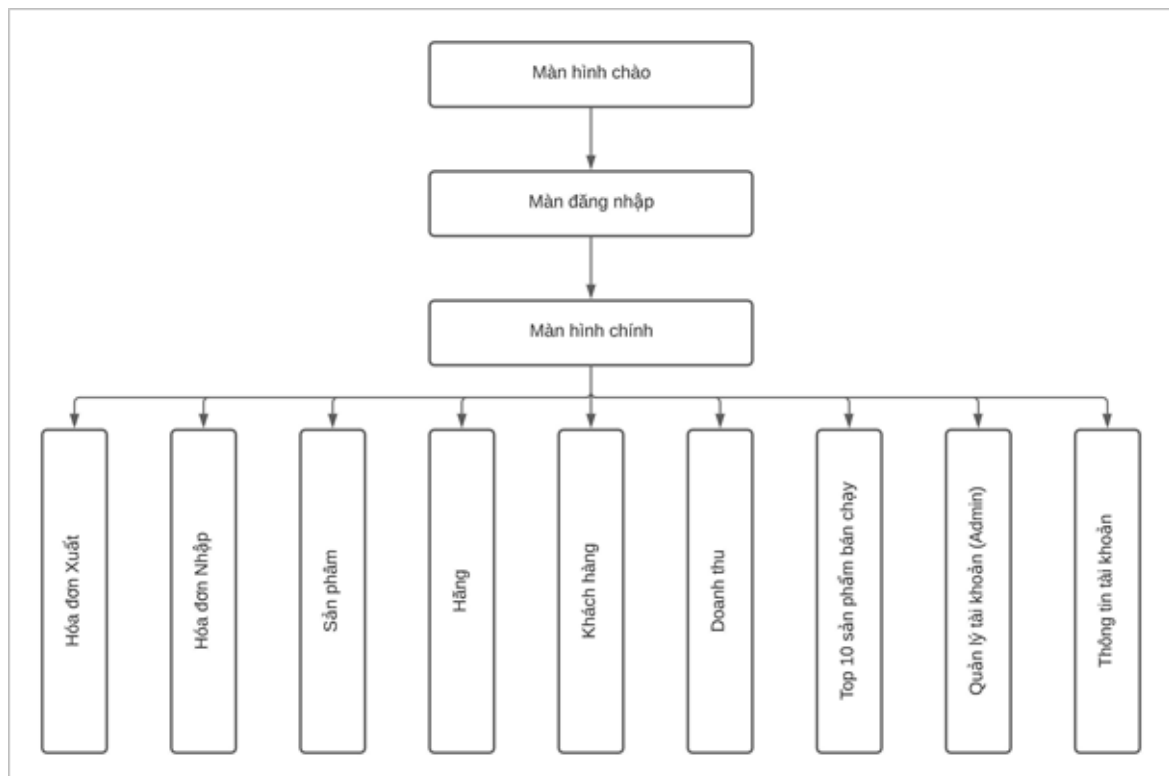 Màn hình chào
Màn đăng nhập
Màn hình chính
Hóa đơn Xuất
Hóa đơn Nhập
Sản phâm
Hãng
Khách hàng
Doanh thu
Top 10 sản phẩm bán chạy
Quản lý tài khoản (Admin)
Thông tin tài khoản